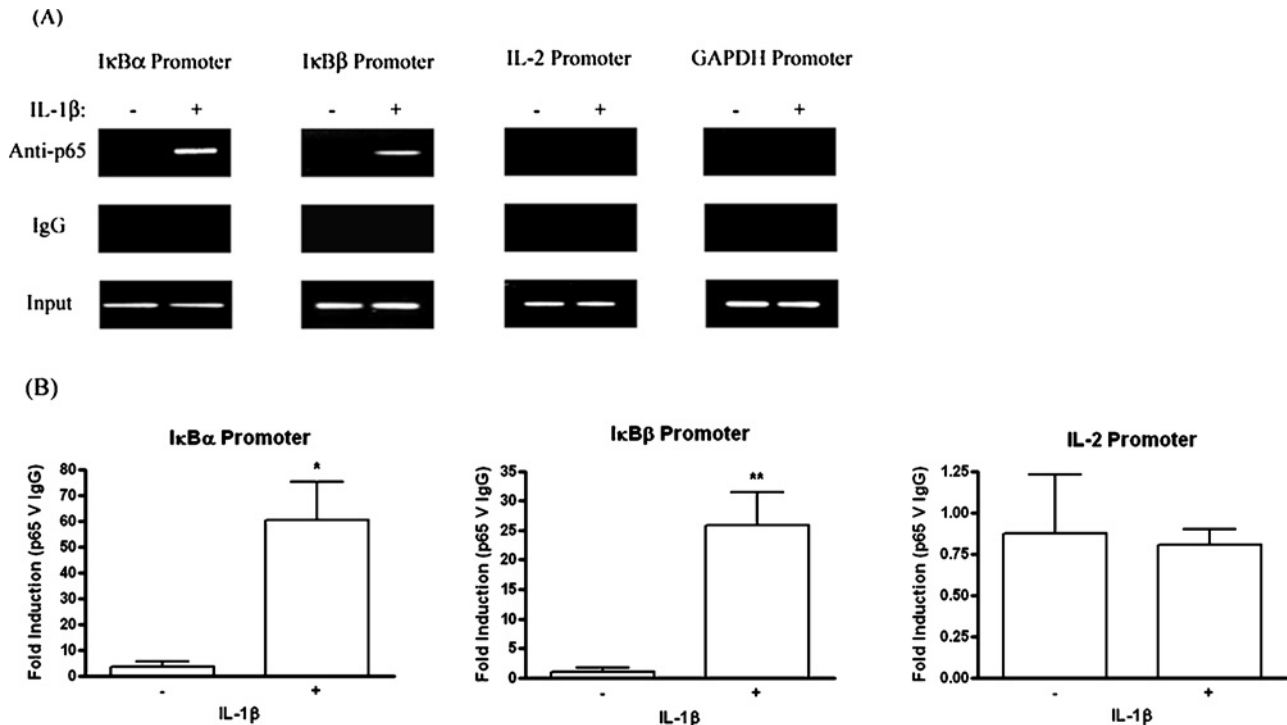 (A)
IκBα Promoter IκBβ Promoter IL-2 Promoter GAPDH Promoter
IL-1β: - + - + - + - +
Anti-p65
IgG
Input
(B)
IκBα Promoter
Fold Induction (p65 V IgG)
80
70
60
50
40
30
20
10
0
*
- +
IL-1β
IκBβ Promoter
Fold Induction (p65 V IgG)
35
30
25
20
15
10
5
0
**
- +
IL-1β
IL-2 Promoter
Fold Induction (p65 V IgG)
1.25
1.00
0.75
0.50
0.25
0.00
- +
IL-1β